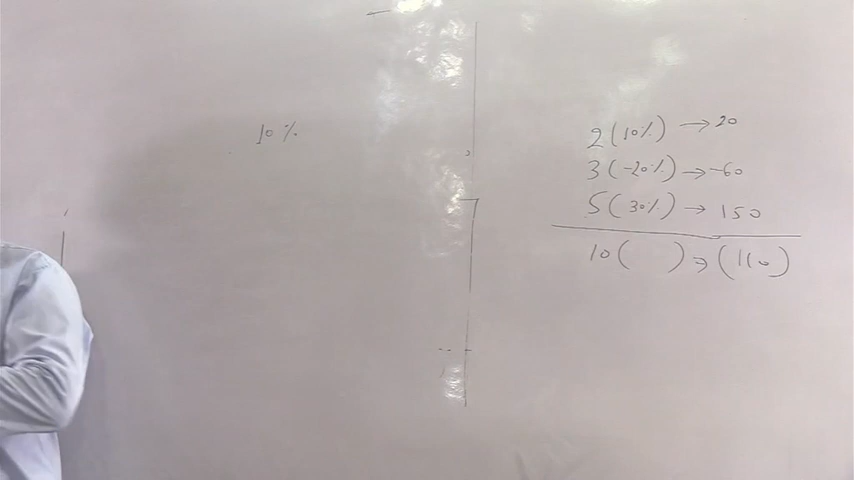 10%
2(10%) → 20
3(-20%) → -60
5(30%) → 150
10( ) → (110)